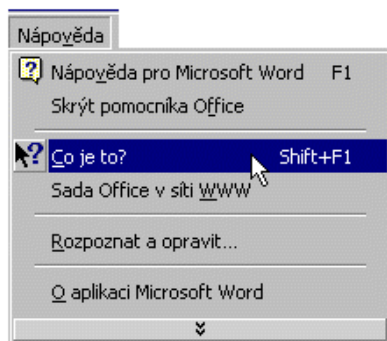 Nápověda
Nápověda pro Microsoft Word F1
Skrýt pomocníka Office
Co je to? Shift+F1
Sada Office v síti WWW
Rozpoznat a opravit...
O aplikaci Microsoft Word